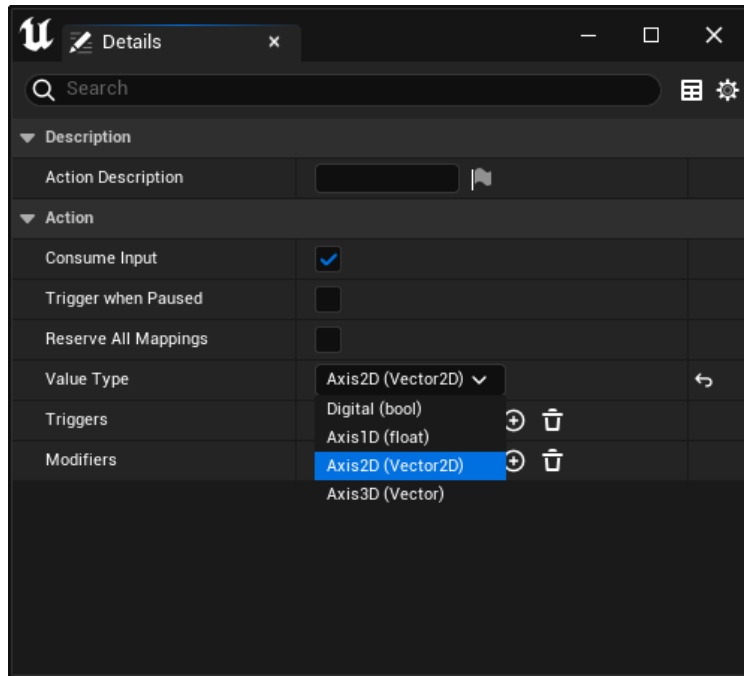 Details
Search
Description
Action Description
Action
Consume Input
Trigger when Paused
Reserve All Mappings
Value Type
Axis2D (Vector2D)
Triggers
Digital (bool)
Axis1D (float)
Modifiers
Axis2D (Vector2D)
Axis3D (Vector)